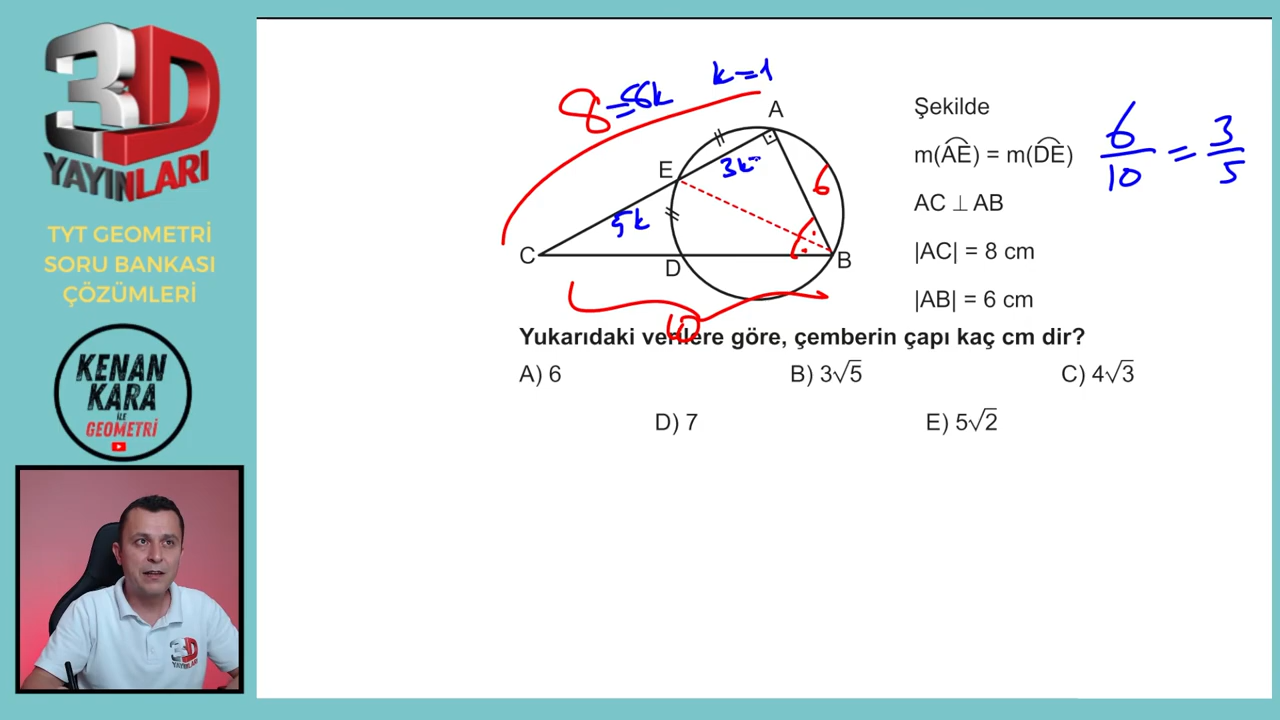 3D
YAYINLARI
TYT GEOMETRİ
SORU BANKASI
ÇÖZÜMLERİ
KENAN
KARA
İLE
GEOMETRİ
3D
YAYINLARI
8=8k
k=1
A
E
3k
6
5k
C
D
B
10
Şekilde
m(AE) = m(DE)
6/10 = 3/5
AC ⊥ AB
|AC| = 8 cm
|AB| = 6 cm
Yukarıdaki verilere göre, çemberin çapı kaç cm dir?
A) 6 B) 3√5 C) 4√3
D) 7 E) 5√2